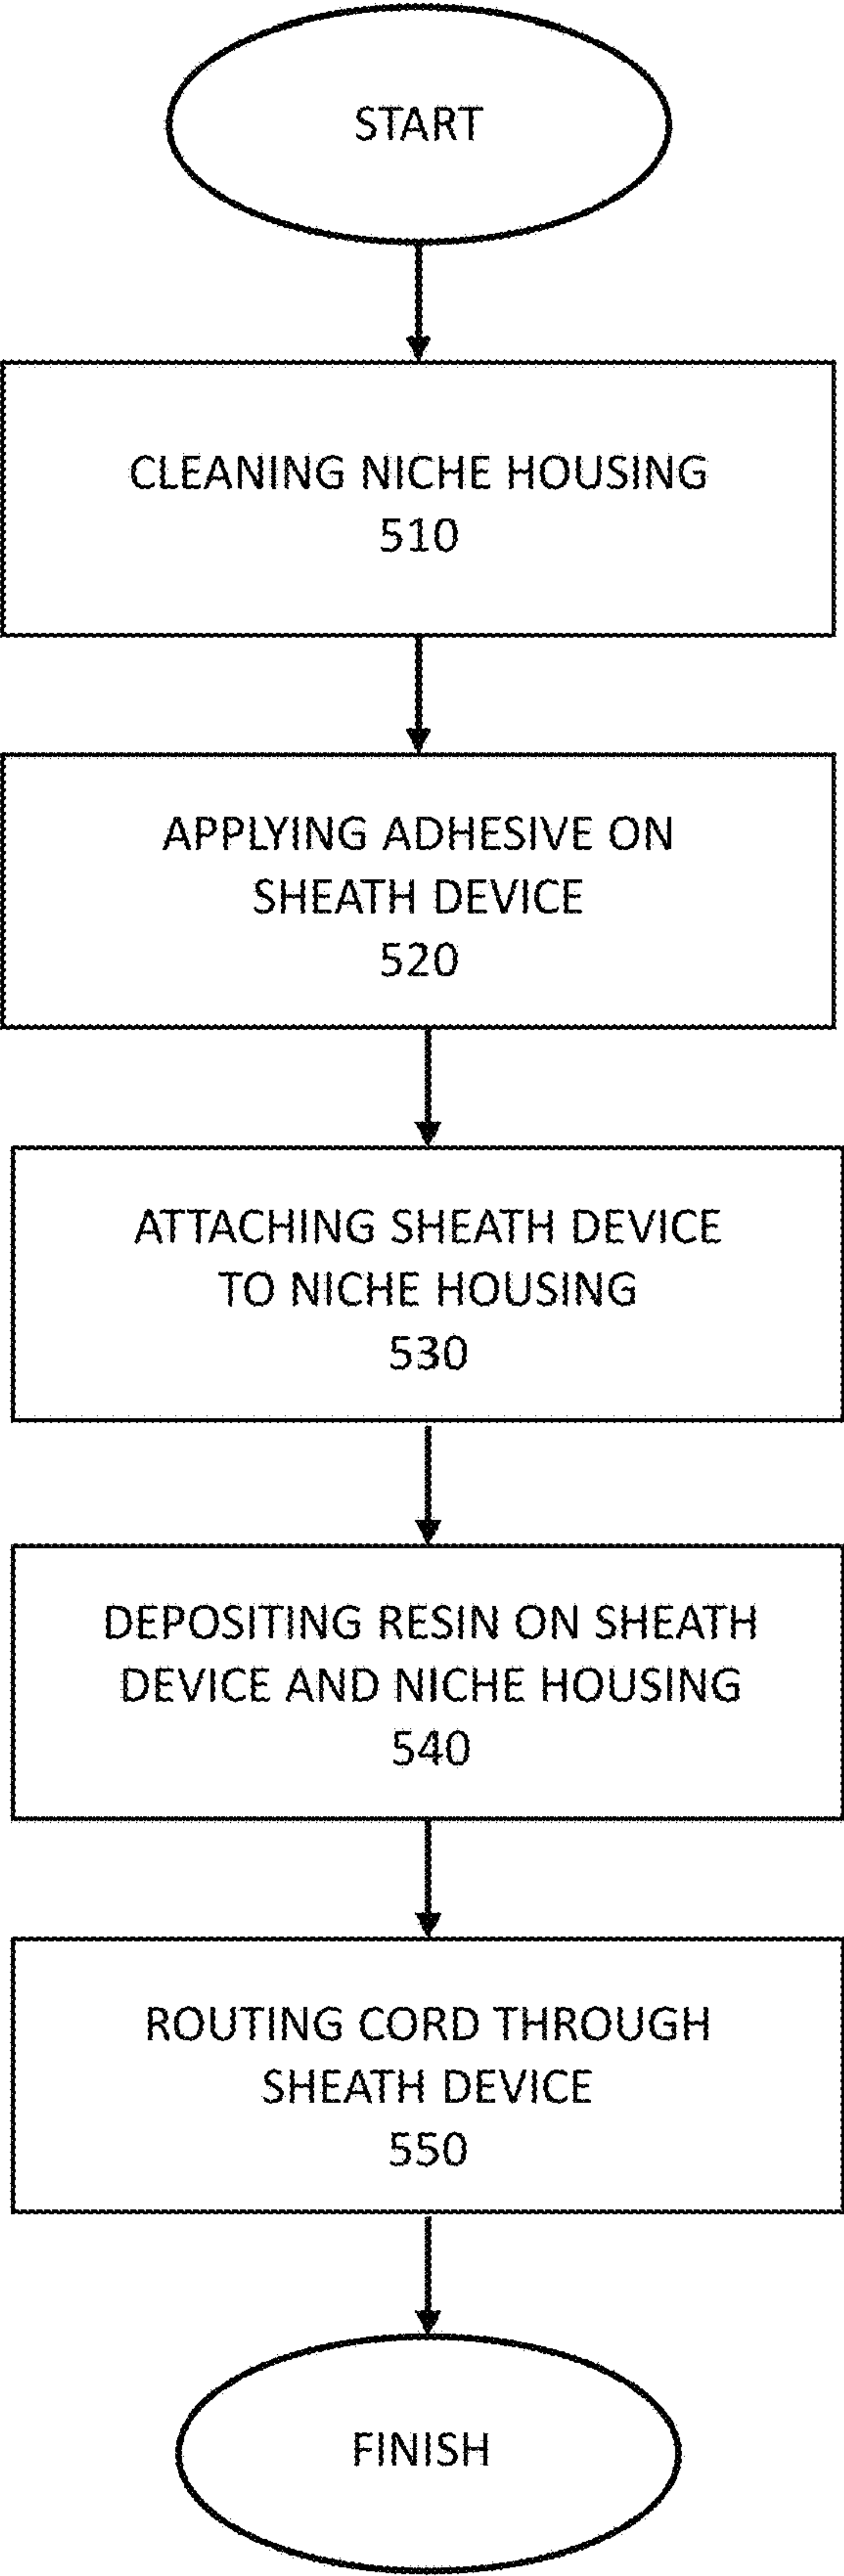 START
CLEANING NICHE HOUSING
510
APPLYING ADHESIVE ON
SHEATH DEVICE
520
ATTACHING SHEATH DEVICE
TO NICHE HOUSING
530
DEPOSITING RESIN ON SHEATH
DEVICE AND NICHE HOUSING
540
ROUTING CORD THROUGH
SHEATH DEVICE
550
FINISH